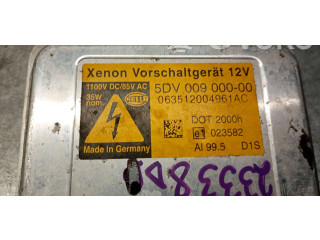 Xenon Vorschaltgerät 12V
1100V DC/85V AC
5DV 009 000-00
063512004961AC
35W
nom.
HELLA
DOT 2000h
e1 023582
Made in Germany
Al 99.5 D1S